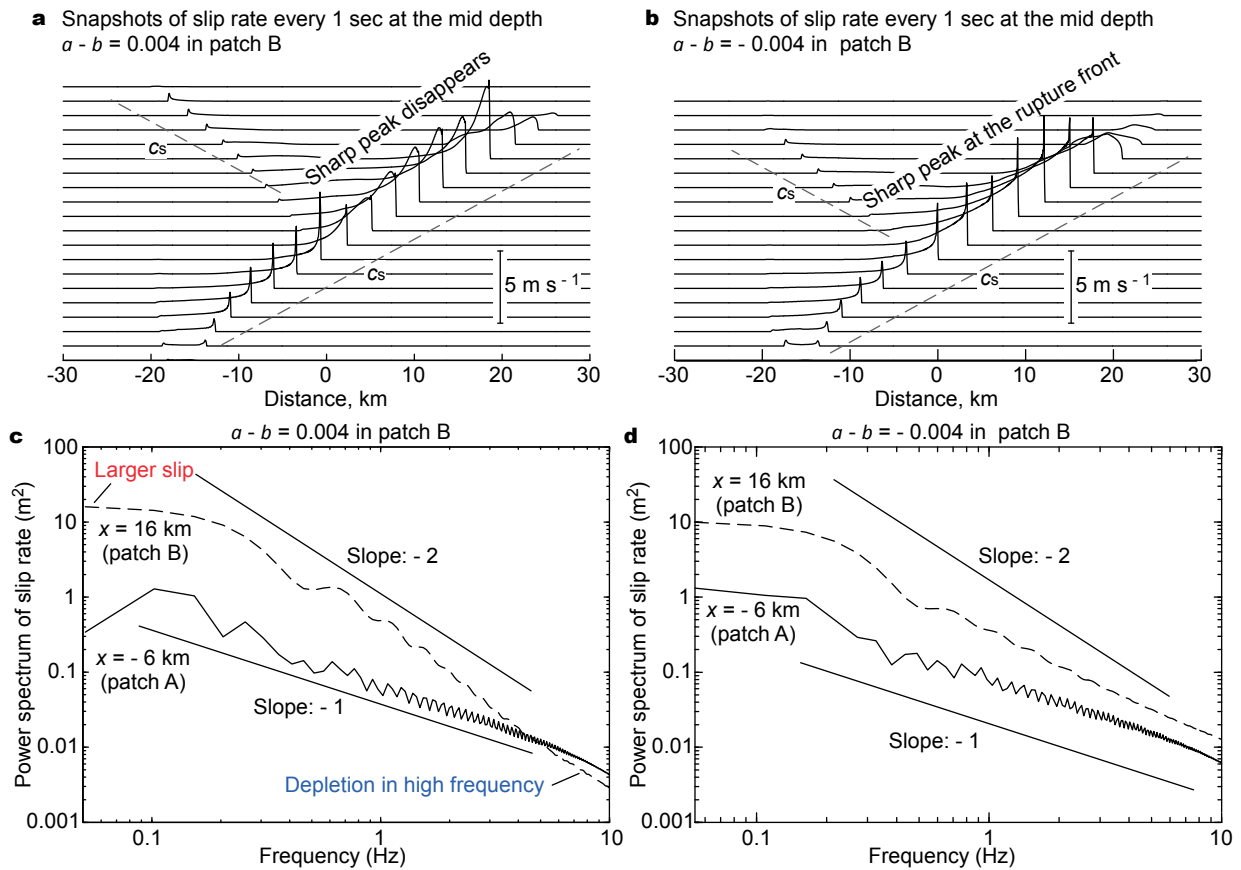 a Snapshots of slip rate every 1 sec at the mid depth
a - b = 0.004 in patch B
Sharp peak disappears
cs
cs
5 m s -1
-30 -20 -10 0 10 20 30
Distance, km
b Snapshots of slip rate every 1 sec at the mid depth
a - b = - 0.004 in patch B
Sharp peak at the rupture front
cs
cs
5 m s -1
-30 -20 -10 0 10 20 30
Distance, km
c a - b = 0.004 in patch B
Power spectrum of slip rate (m²)
100
10
1
0.1
0.01
0.001
Larger slip
x = 16 km
(patch B)
Slope: - 2
x = - 6 km
(patch A)
Slope: - 1
Depletion in high frequency
0.1 1 10
Frequency (Hz)
d a - b = - 0.004 in patch B
Power spectrum of slip rate (m²)
100
10
1
0.1
0.01
0.001
x = 16 km
(patch B)
Slope: - 2
x = - 6 km
(patch A)
Slope: - 1
0.1 1 10
Frequency (Hz)